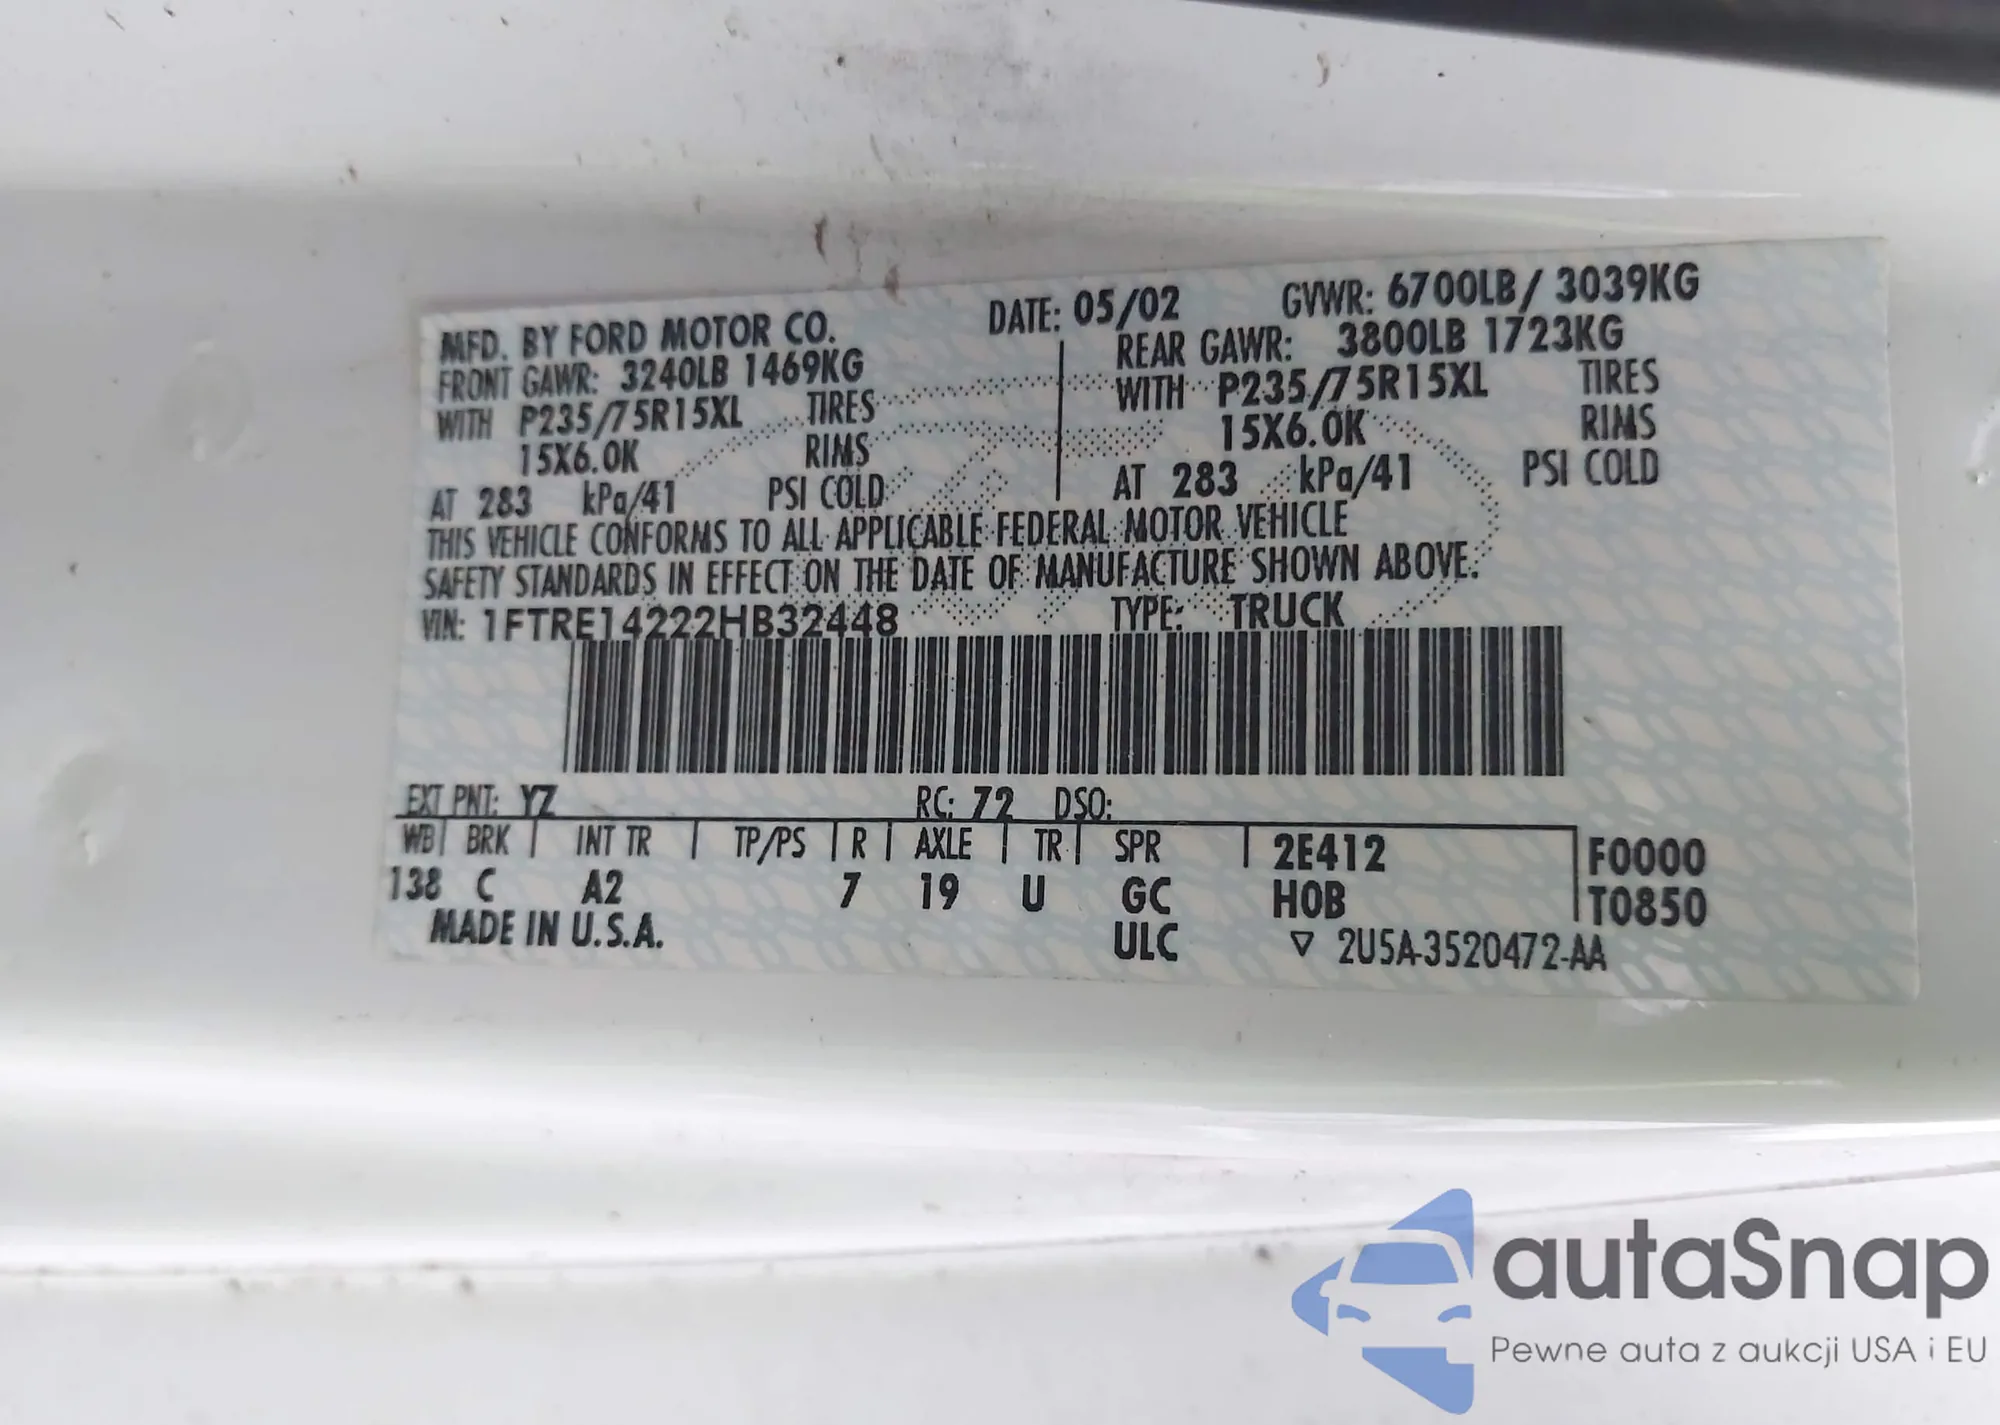 MFD. BY FORD MOTOR CO. DATE: 05/02 GVWR: 6700LB/ 3039KG
FRONT GAWR: 3240LB 1469KG REAR GAWR: 3800LB 1723KG
WITH P235/75R15XL TIRES WITH P235/75R15XL TIRES
15X6.0K RIMS 15X6.0K RIMS
AT 283 kPa/41 PSI COLD AT 283 kPa/41 PSI COLD
THIS VEHICLE CONFORMS TO ALL APPLICABLE FEDERAL MOTOR VEHICLE
SAFETY STANDARDS IN EFFECT ON THE DATE OF MANUFACTURE SHOWN ABOVE.
VIN: 1FTRE14222HB32448 TYPE: TRUCK
EXT PNT: YZ RC: 72 DSO:
WB BRK INT TR TP/PS R AXLE TR SPR 2E412 F0000
138 C A2 7 19 U GC H0B T0850
MADE IN U.S.A. ULC 2U5A-3520472-AA
autaSnap
Pewne auta z aukcji USA i EU